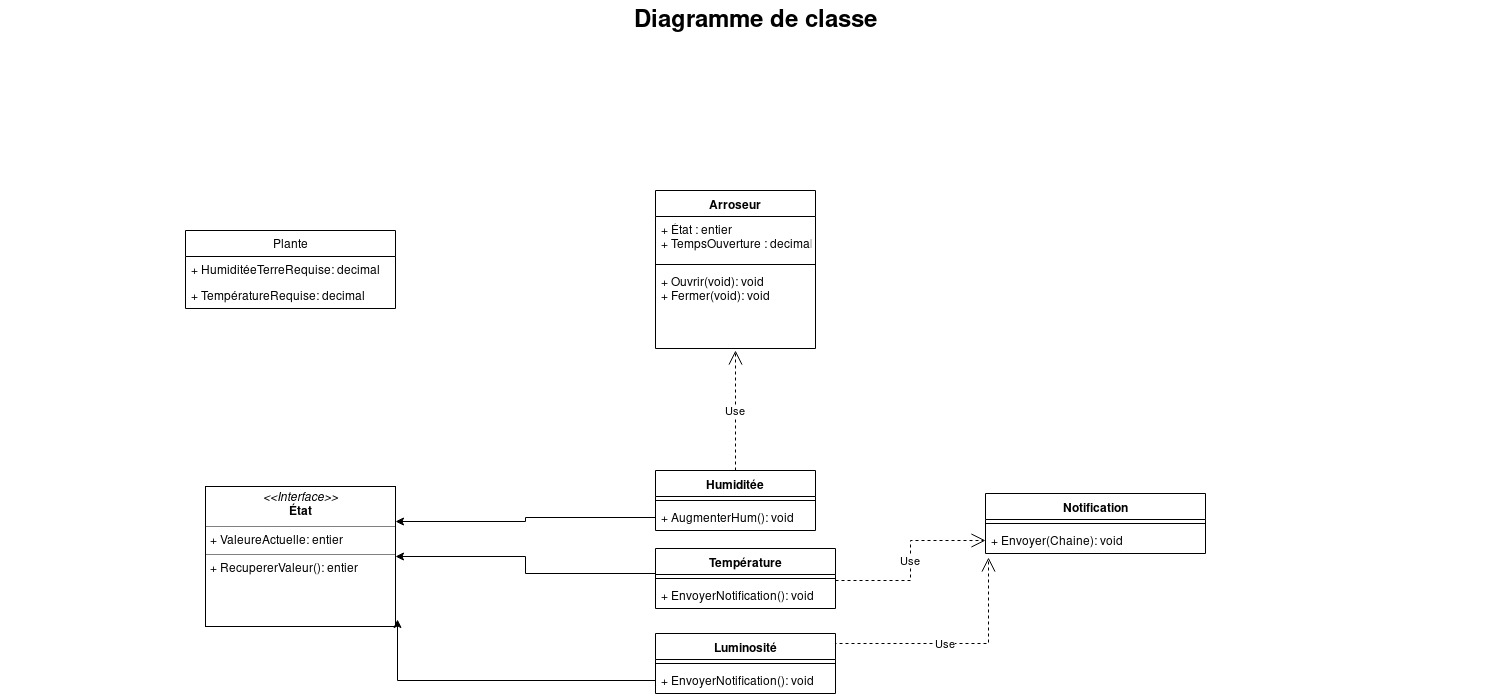 Diagramme de classe
Arroseur
+ État : entier
+ TempsOuverture : decimal
+ Ouvrir(void): void
+ Fermer(void): void
Plante
+ HumiditéeTerreRequise: decimal
+ TempératureRequise: decimal
Use
<<Interface>>
État
+ ValeureActuelle: entier
+ RecupererValeur(): entier
Humiditée
+ AugmenterHum(): void
Notification
+ Envoyer(Chaine): void
Température
+ EnvoyerNotification(): void
Use
Luminosité
+ EnvoyerNotification(): void
Use